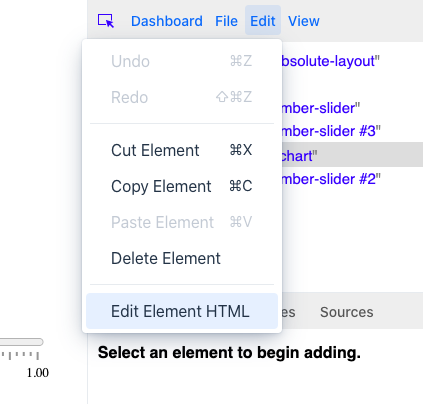 Dashboard File Edit View
Undo ⌘Z
bsolute-layout"
Redo ⇧⌘Z
mber-slider"
mber-slider #3"
Cut Element ⌘X
chart"
Copy Element ⌘C
mber-slider #2"
Paste Element ⌘V
Delete Element
Edit Element HTML
es Sources
Select an element to begin adding.
1.00